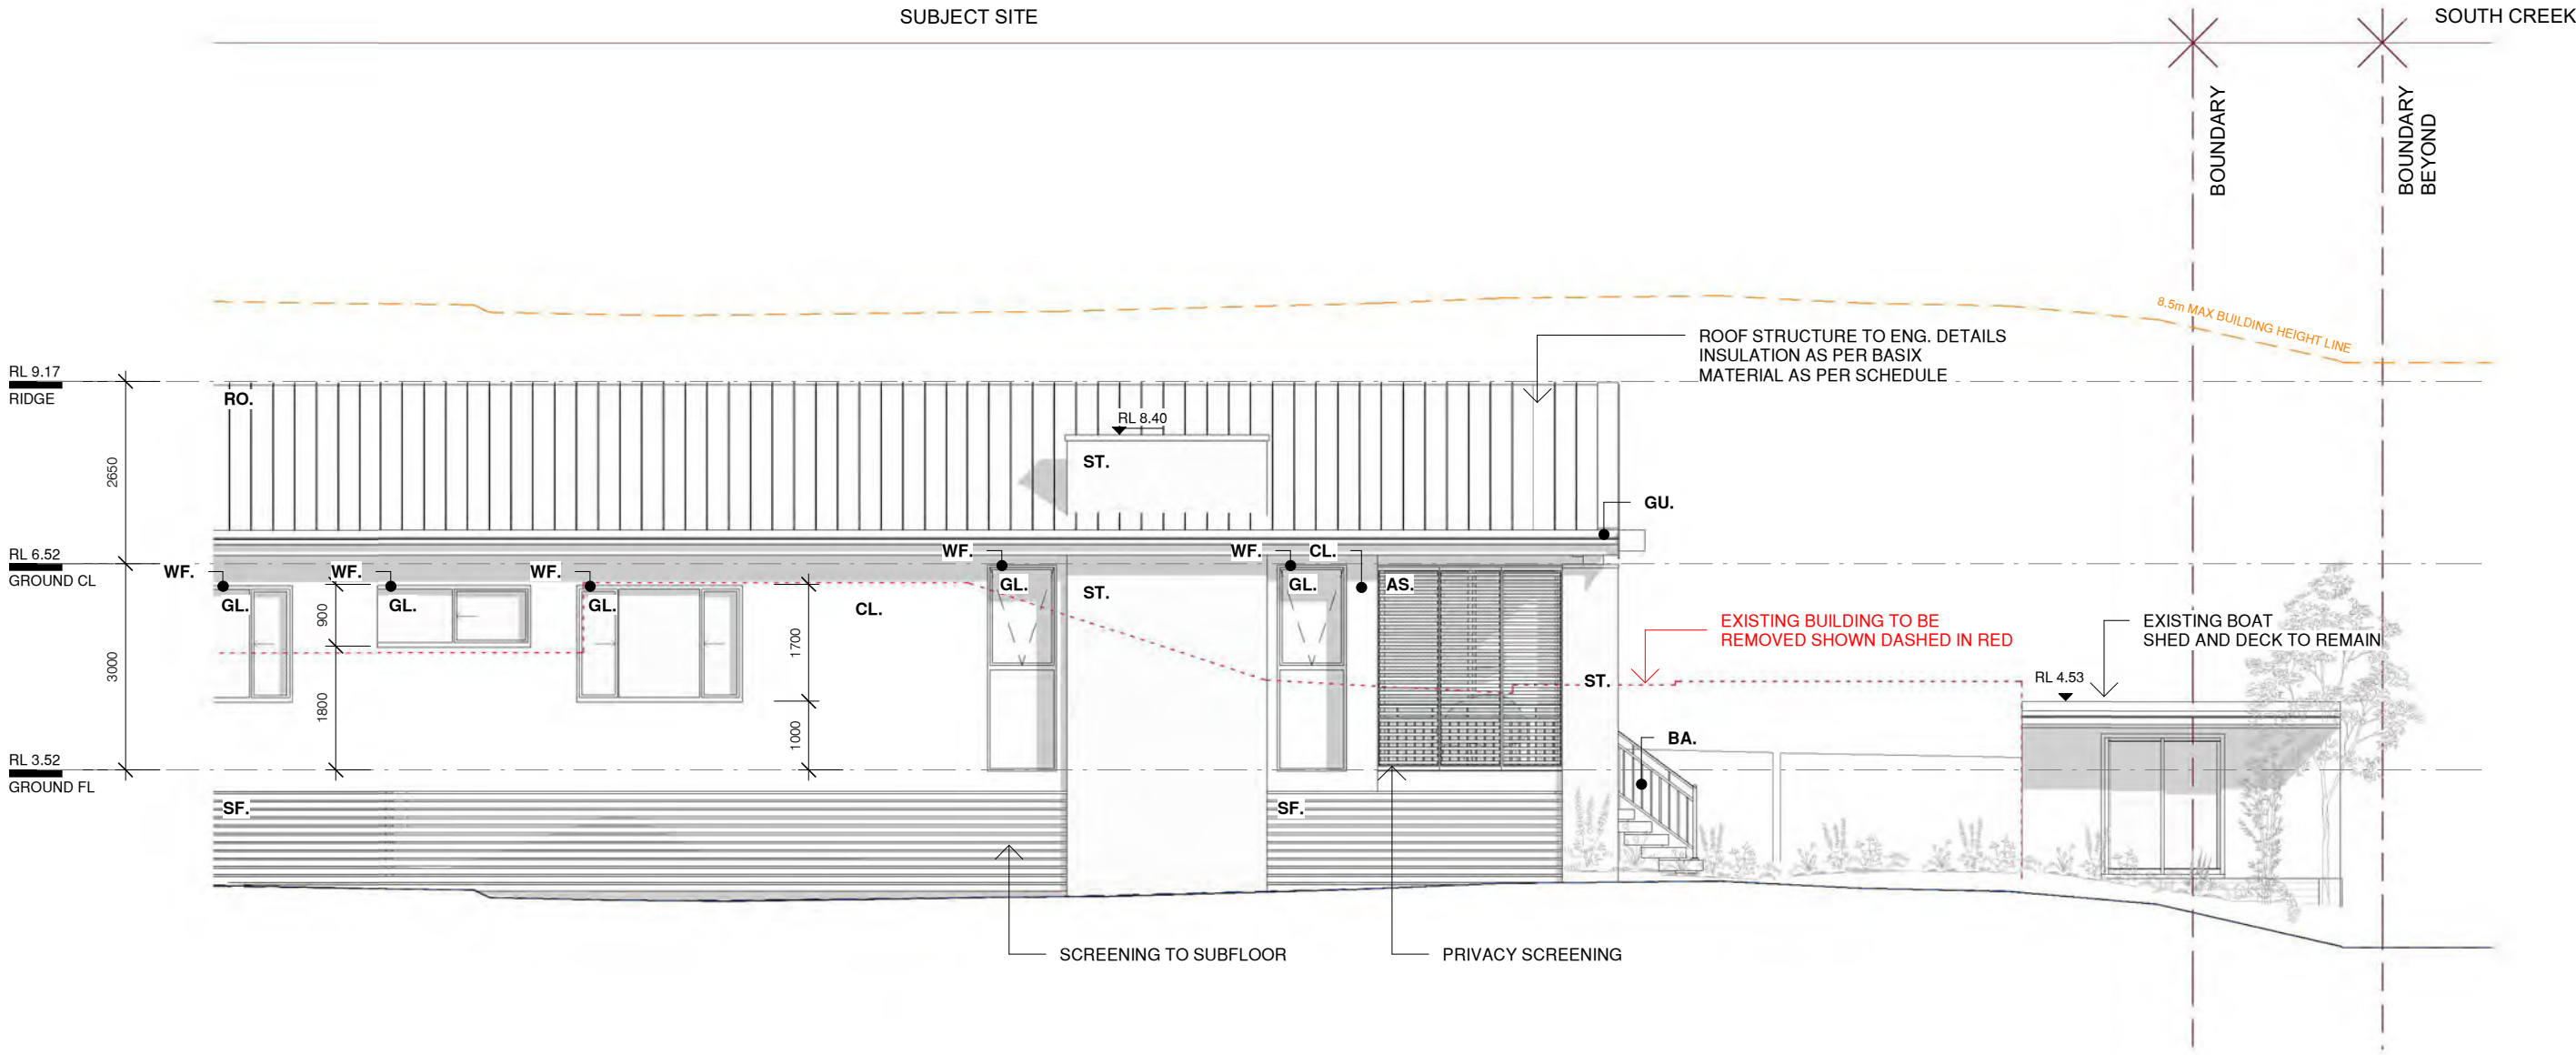 SUBJECT SITE
SOUTH CREEK
BOUNDARY
BOUNDARY
BEYOND
8.5m MAX BUILDING HEIGHT LINE
ROOF STRUCTURE TO ENG. DETAILS
INSULATION AS PER BASIX
MATERIAL AS PER SCHEDULE
RL 9.17
RIDGE
RO.
RL 8.40
ST.
2650
GU.
RL 6.52
GROUND CL
WF.
WF.
WF.
WF.
WF.
CL.
GL.
GL.
GL.
CL.
GL.
ST.
GL.
AS.
900
1700
3000
1800
1000
EXISTING BUILDING TO BE
REMOVED SHOWN DASHED IN RED
EXISTING BOAT
SHED AND DECK TO REMAIN
ST.
RL 4.53
BA.
RL 3.52
GROUND FL
SF.
SF.
SCREENING TO SUBFLOOR
PRIVACY SCREENING